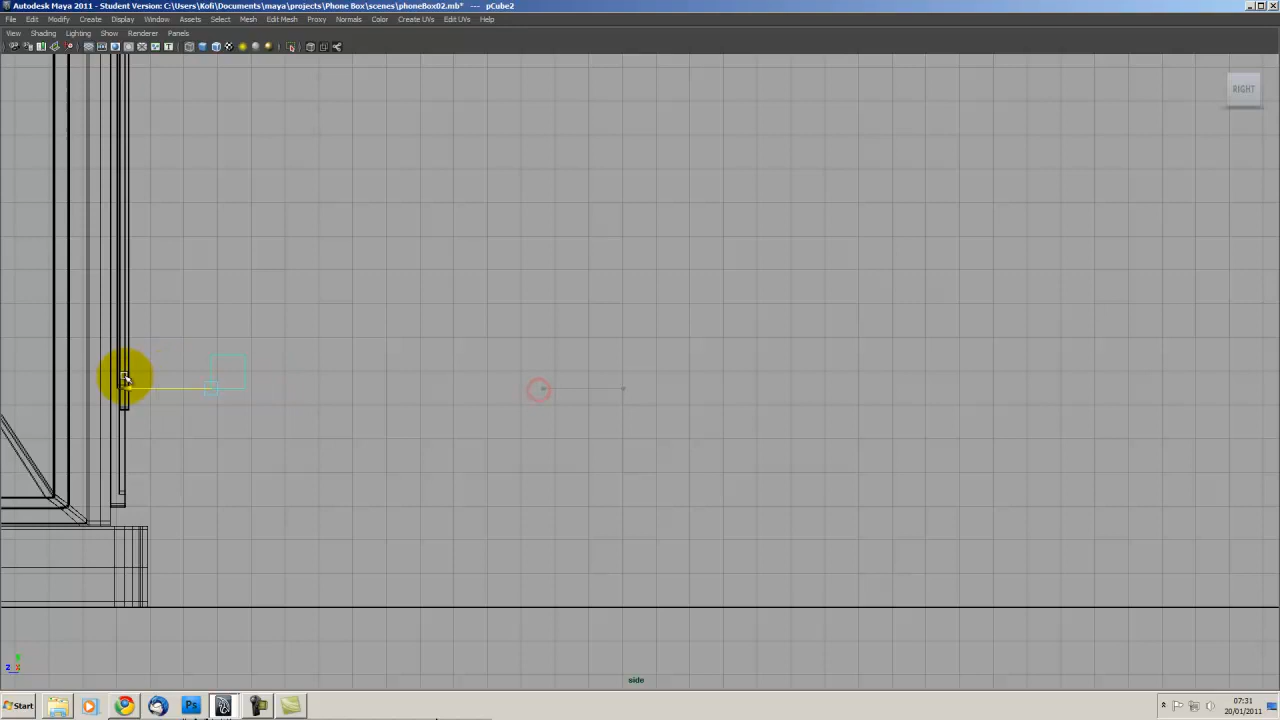 Autodesk Maya 2011 - Student Version: C:\Users\Koli\Documents\maya\projects\Phone Box\scenes\phoneBox02.mb* --- pCube2
File Edit Modify Create Display Window Assets Select Mesh Edit Mesh Proxy Normals Color Create UVs Edit UVs Help
View Shading Lighting Show Renderer Panels
RIGHT
y
z x
side
Start Ps 07:31
20/01/2011